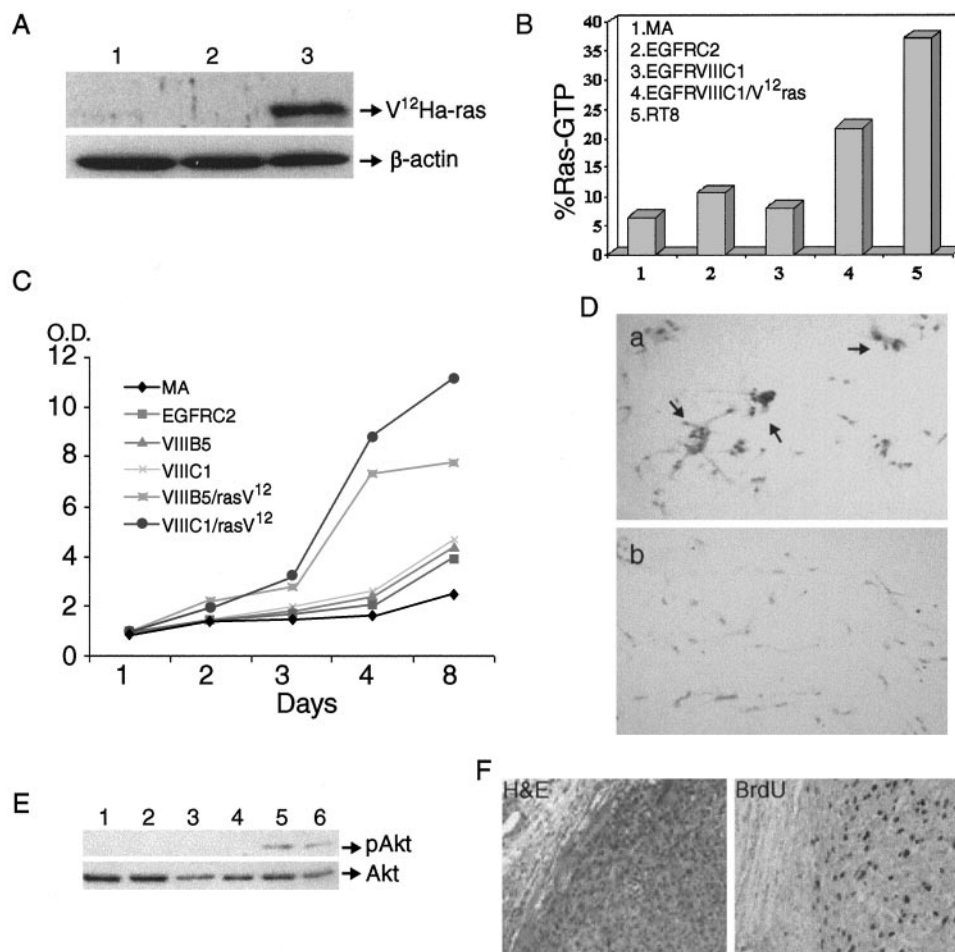 A
1 2 3
V¹²Ha-ras
β-actin
B
%Ras-GTP
40
35
30
25
20
15
10
5
0
1.MA
2.EGFRC2
3.EGFRVIIIC1
4.EGFRVIIIC1/V¹²ras
5.RT8
1 2 3 4 5
C
O.D.
12
10
8
6
4
2
0
MA
EGFRC2
VIIIB5
VIIIC1
VIIIB5/rasV¹²
VIIIC1/rasV¹²
1 2 3 4 8
Days
D
a
b
E
1 2 3 4 5 6
pAkt
Akt
F
H&E
BrdU